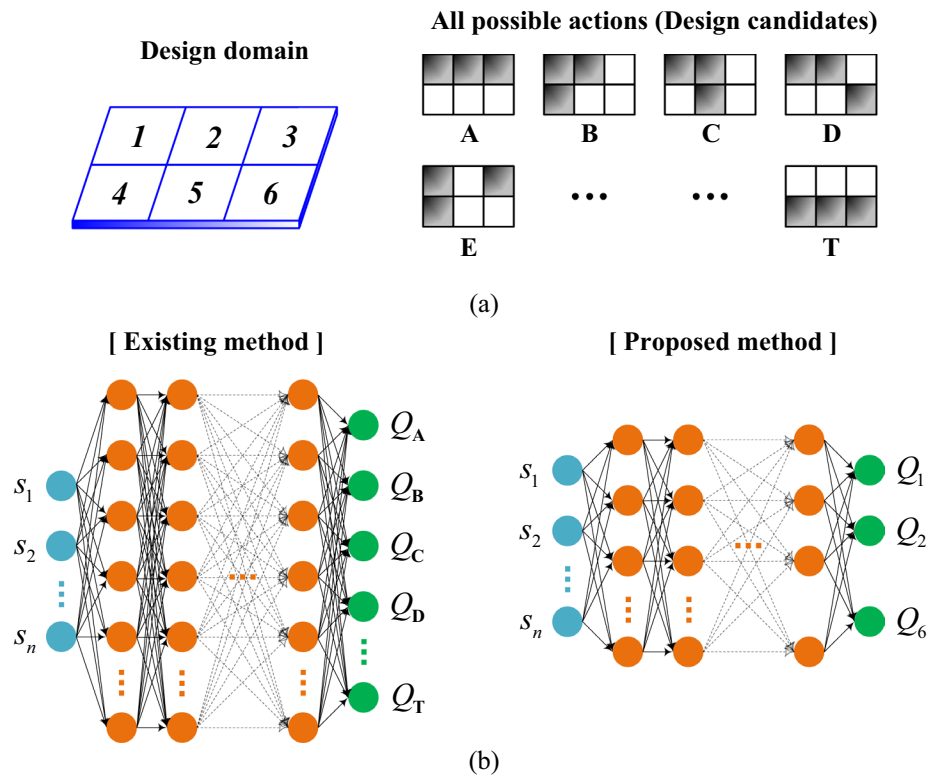 All possible actions (Design candidates)
Design domain
1 2 3
4 5 6
A B C D
E ... ... T
(a)
[ Existing method ] [ Proposed method ]
s1 s2 sn
QA QB QC QD QT
s1 s2 sn
Q1 Q2 Q6
(b)